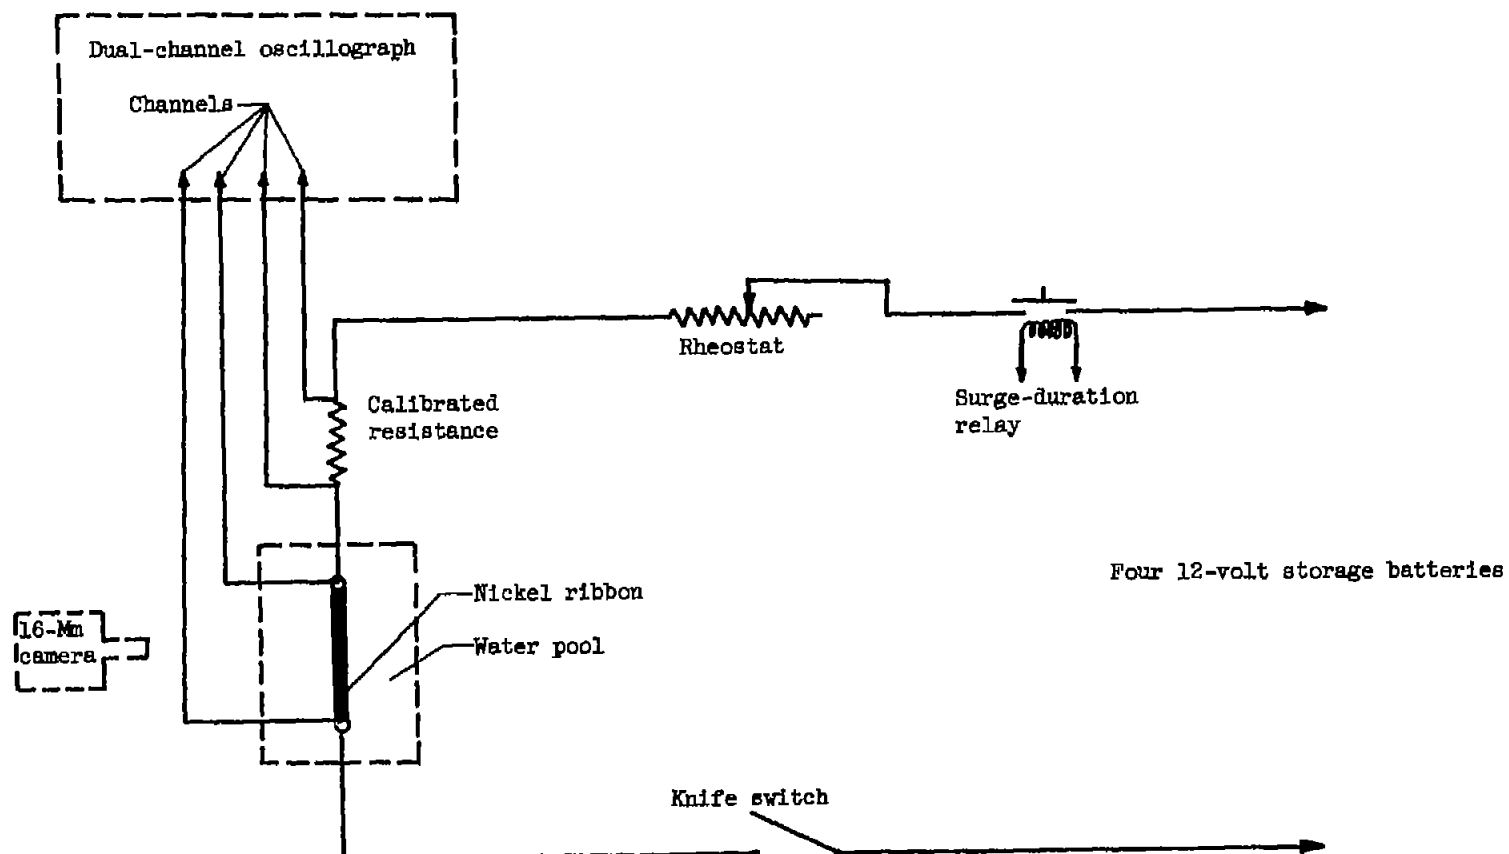 Dual-channel oscillograph
Channels
Rheostat
Calibrated
resistance
Surge-duration
relay
Four 12-volt storage batteries
Nickel ribbon
16-Mm
camera
Water pool
Knife switch